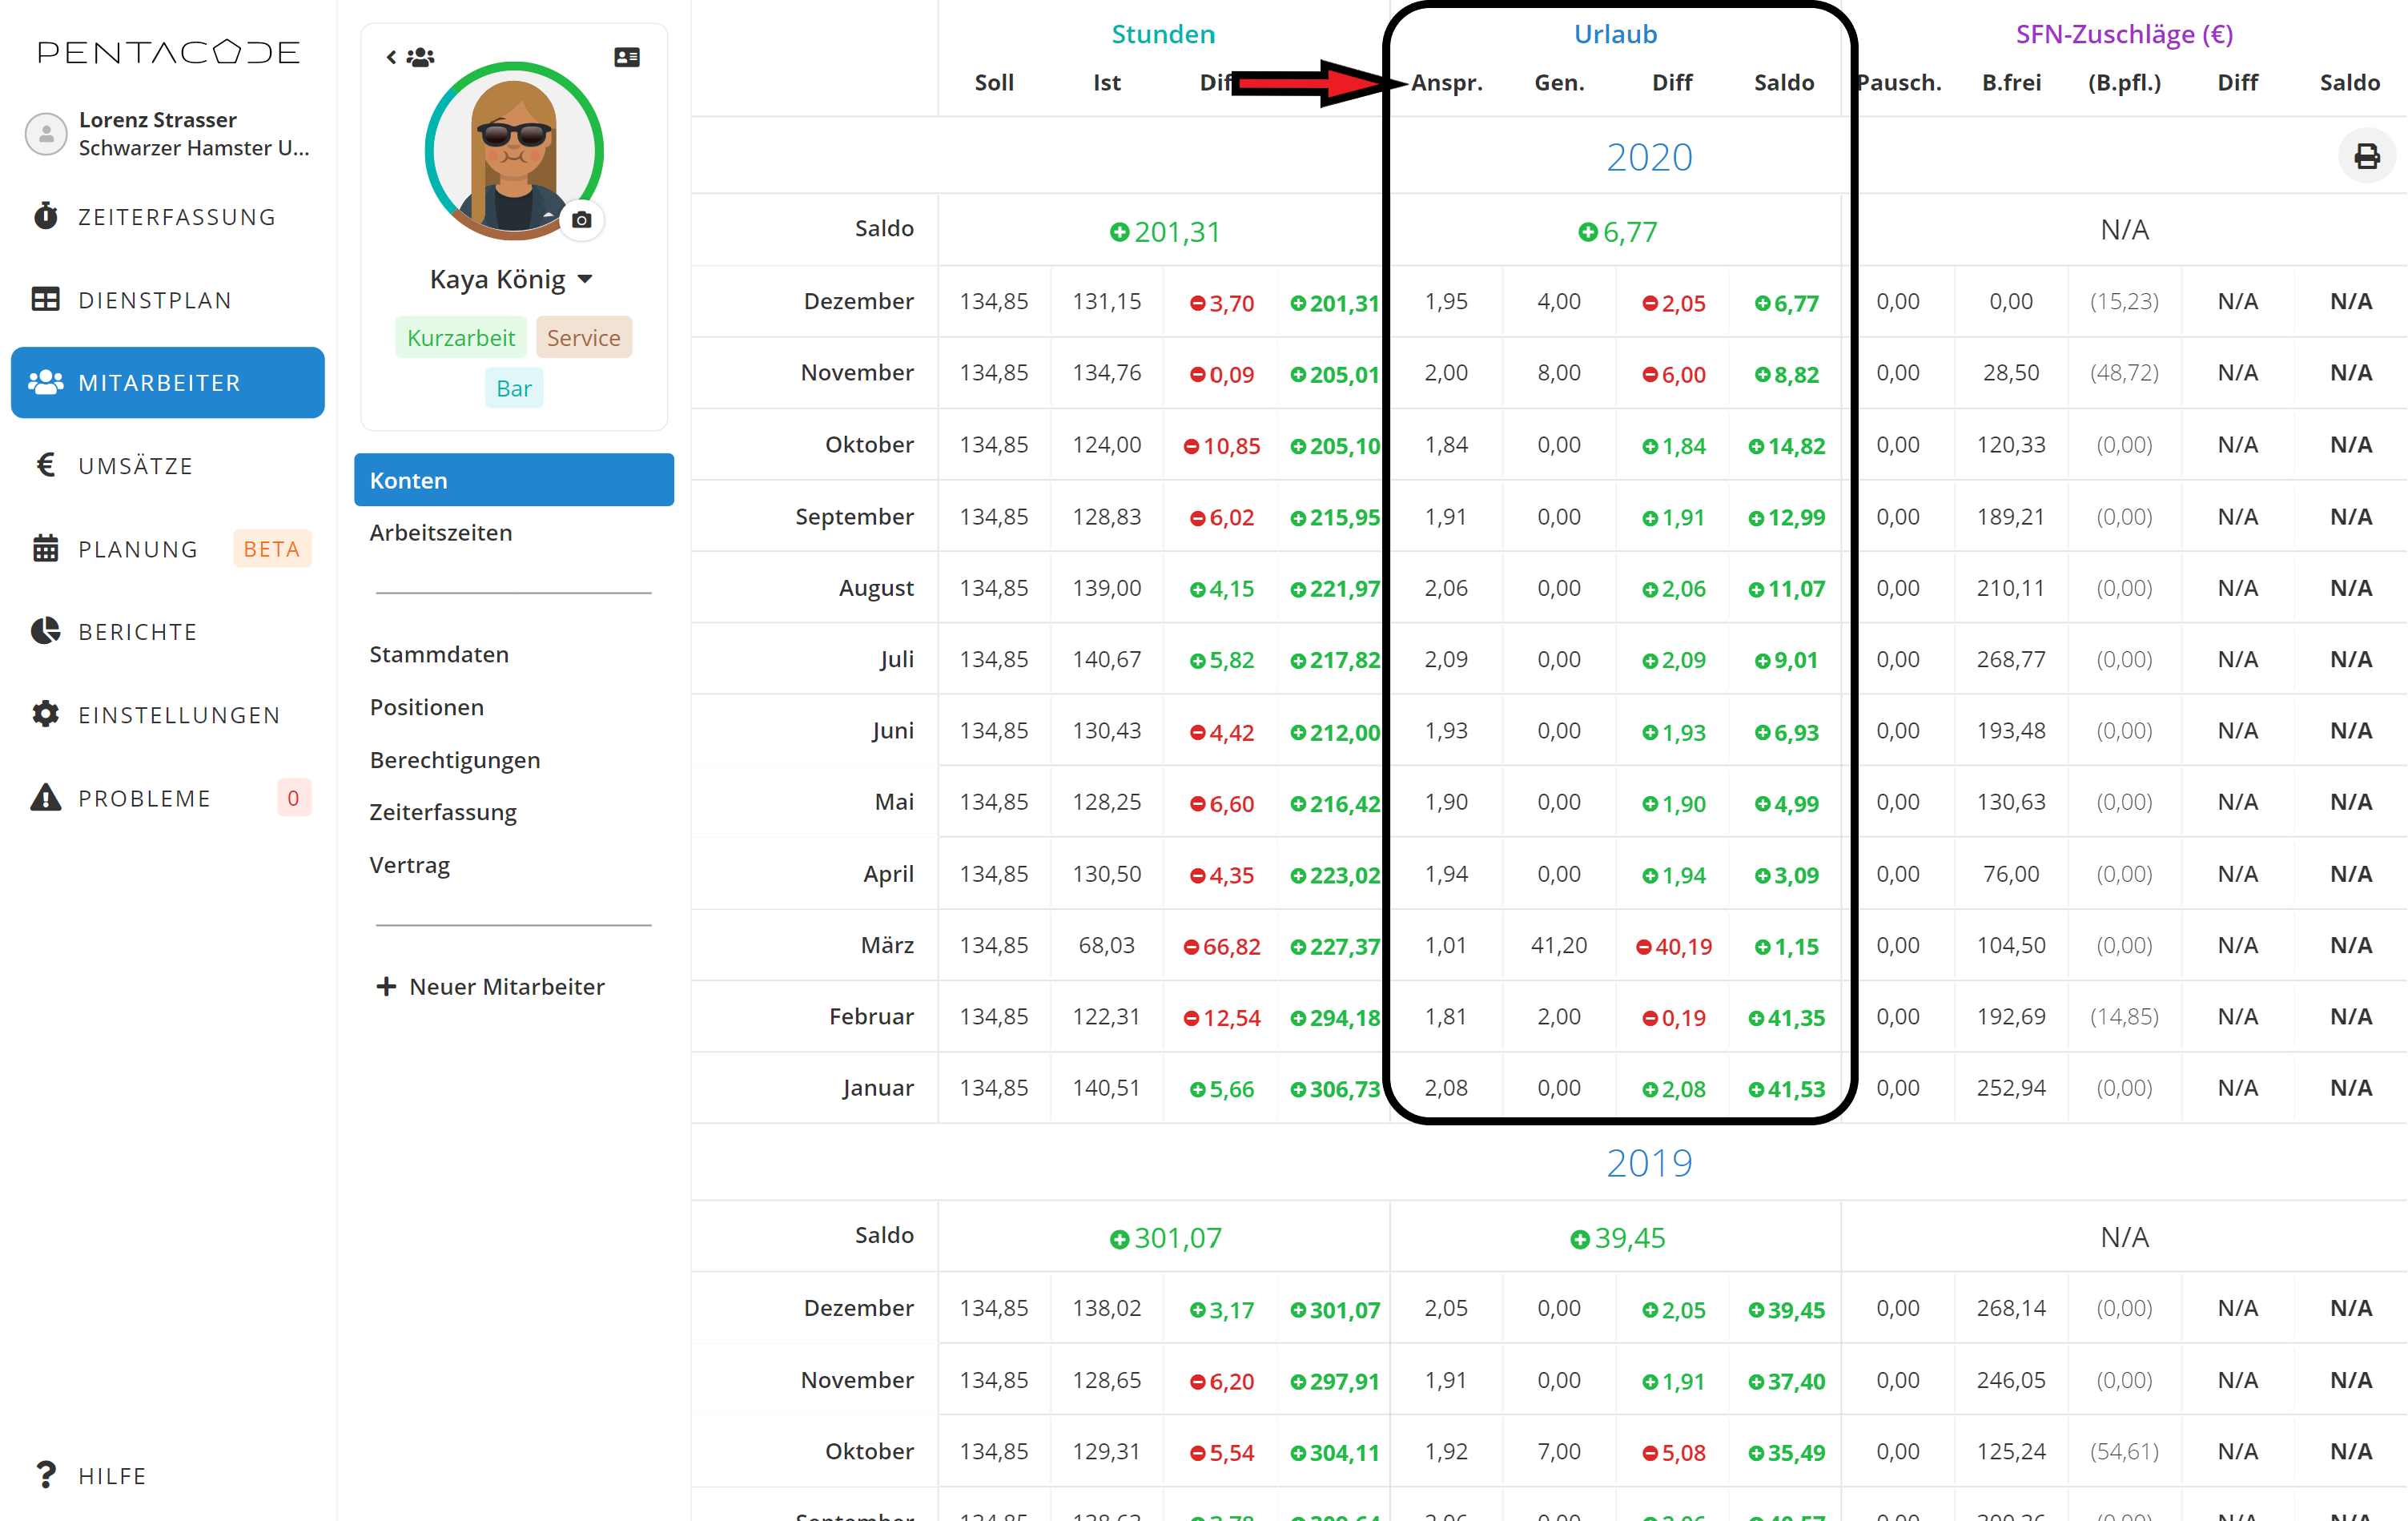 PENTACODE
Lorenz Strasser
Schwarzer Hamster U...
ZEITERFASSUNG
DIENSTPLAN
MITARBEITER
UMSÄTZE
PLANUNG BETA
BERICHTE
EINSTELLUNGEN
PROBLEME 0
HILFE
Kaya König
Kurzarbeit Service
Bar
Konten
Arbeitszeiten
Stammdaten
Positionen
Berechtigungen
Zeiterfassung
Vertrag
Neuer Mitarbeiter
Stunden Urlaub SFN-Zuschläge (€)
Soll Ist Anspr. Gen. Diff Saldo Pausch. B.frei (B.pfl.) Diff Saldo
2020
Saldo 201,31 6,77 N/A
Dezember 134,85 131,15 3,70 201,31 1,95 4,00 2,05 6,77 0,00 0,00 (15,23) N/A N/A
November 134,85 134,76 0,09 205,01 2,00 8,00 6,00 8,82 0,00 28,50 (48,72) N/A N/A
Oktober 134,85 124,00 10,85 205,10 1,84 0,00 1,84 14,82 0,00 120,33 (0,00) N/A N/A
September 134,85 128,83 6,02 215,95 1,91 0,00 1,91 12,99 0,00 189,21 (0,00) N/A N/A
August 134,85 139,00 4,15 221,97 2,06 0,00 2,06 11,07 0,00 210,11 (0,00) N/A N/A
Juli 134,85 140,67 5,82 217,82 2,09 0,00 2,09 9,01 0,00 268,77 (0,00) N/A N/A
Juni 134,85 130,43 4,42 212,00 1,93 0,00 1,93 6,93 0,00 193,48 (0,00) N/A N/A
Mai 134,85 128,25 6,60 216,42 1,90 0,00 1,90 4,99 0,00 130,63 (0,00) N/A N/A
April 134,85 130,50 4,35 223,02 1,94 0,00 1,94 3,09 0,00 76,00 (0,00) N/A N/A
März 134,85 68,03 66,82 227,37 1,01 41,20 40,19 1,15 0,00 104,50 (0,00) N/A N/A
Februar 134,85 122,31 12,54 294,18 1,81 2,00 0,19 41,35 0,00 192,69 (14,85) N/A N/A
Januar 134,85 140,51 5,66 306,73 2,08 0,00 2,08 41,53 0,00 252,94 (0,00) N/A N/A
2019
Saldo 301,07 39,45 N/A
Dezember 134,85 138,02 3,17 301,07 2,05 0,00 2,05 39,45 0,00 268,14 (0,00) N/A N/A
November 134,85 128,65 6,20 297,91 1,91 0,00 1,91 37,40 0,00 246,05 (0,00) N/A N/A
Oktober 134,85 129,31 5,54 304,11 1,92 7,00 5,08 35,49 0,00 125,24 (54,61) N/A N/A